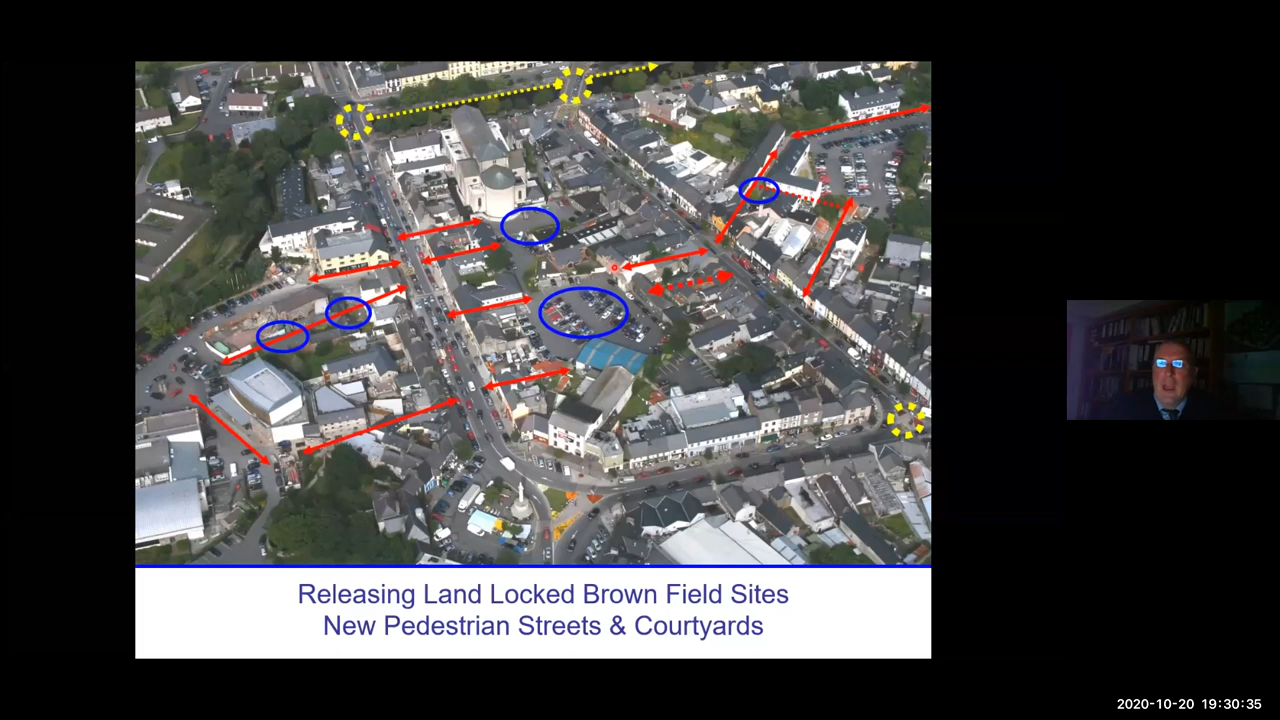 Releasing Land Locked Brown Field Sites
New Pedestrian Streets & Courtyards
2020-10-20 19:30:35